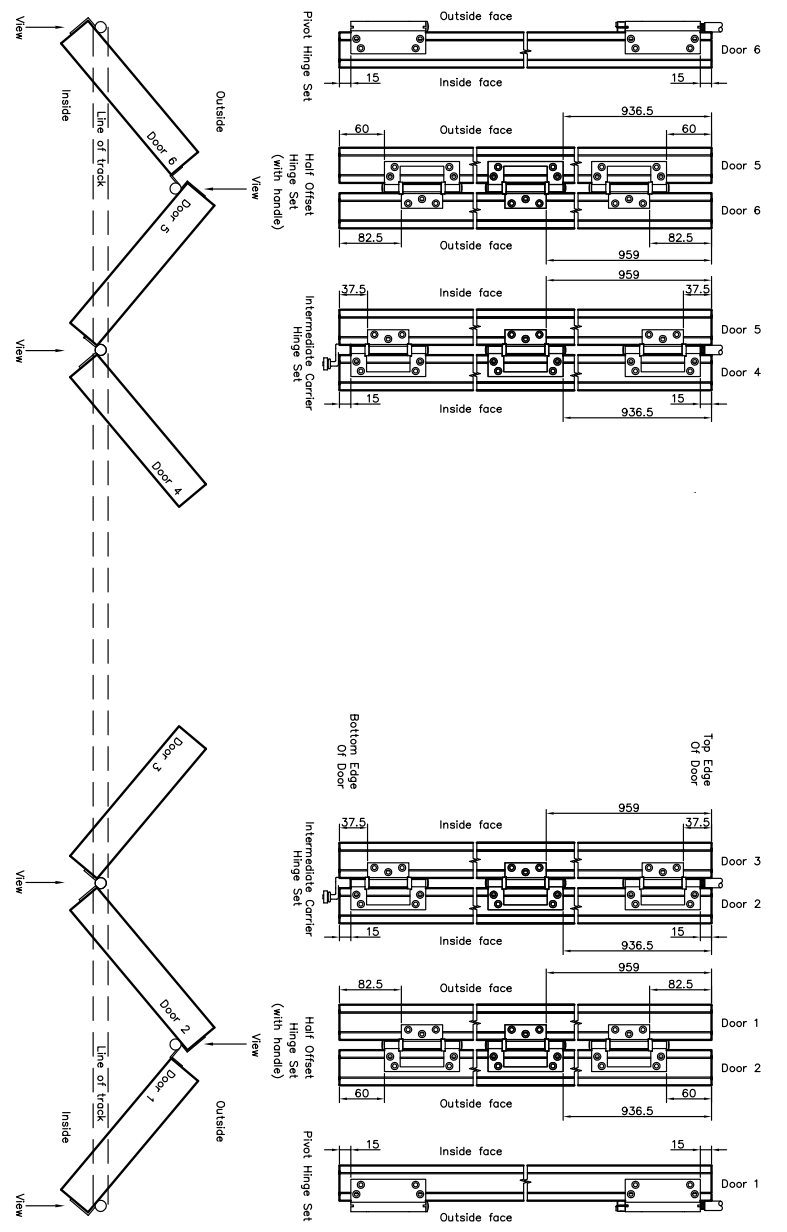 Outside face
Door 6
Pivot Hinge Set
15
Inside face
15
View
Inside
Line of track
Outside
Door 6
936.5
60
Outside face
60
Door 5
Door 6
Half Offset
Hinge Set
(with handle)
View
Door 5
82.5
Outside face
82.5
959
959
37.5
Inside face
37.5
Door 5
Door 4
Intermediate Carrier
Hinge Set
View
15
Inside face
15
936.5
Door 4
Door 3
Bottom Edge
Of Door
Top Edge
Of Door
959
37.5
Inside face
37.5
Door 3
Door 2
Intermediate Carrier
Hinge Set
View
15
Inside face
15
936.5
959
82.5
Outside face
82.5
Door 2
Door 1
Door 2
Half Offset
Hinge Set
(with handle)
View
Door 1
60
Outside face
60
936.5
Line of track
Inside
Outside
15
Inside face
15
Pivot Hinge Set
Door 1
View
Outside face